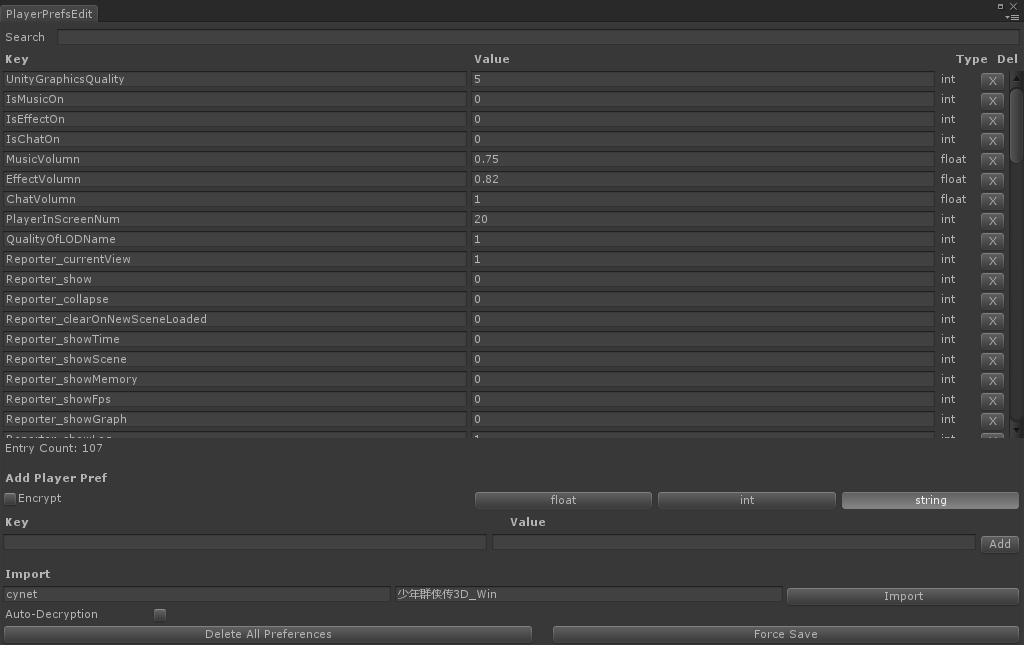 PlayerPrefsEdit
Search
Key Value Type Del
UnityGraphicsQuality 5 int X
IsMusicOn 0 int X
IsEffectOn 0 int X
IsChatOn 0 int X
MusicVolumn 0.75 float X
EffectVolumn 0.82 float X
ChatVolumn 1 float X
PlayerInScreenNum 20 int X
QualityOfLODName 1 int X
Reporter_currentView 1 int X
Reporter_show 0 int X
Reporter_collapse 0 int X
Reporter_clearOnNewSceneLoaded 0 int X
Reporter_showTime 0 int X
Reporter_showScene 0 int X
Reporter_showMemory 0 int X
Reporter_showFps 0 int X
Reporter_showGraph 0 int X
Entry Count: 107
Add Player Pref
Encrypt float int string
Key Value
Add
Import
cynet 少年群侠传3D_Win Import
Auto-Decryption
Delete All Preferences Force Save